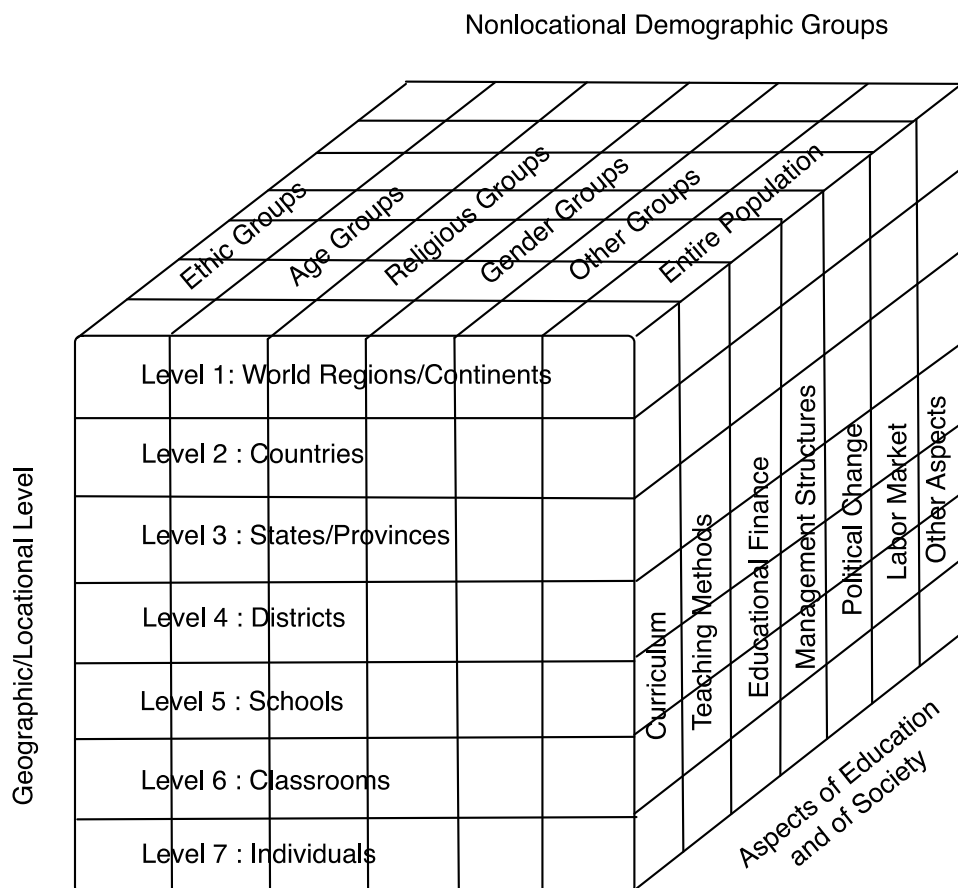 Nonlocational Demographic Groups
Ethic Groups
Age Groups
Religious Groups
Gender Groups
Other Groups
Entire Population
Geographic/Locational Level
Level 1: World Regions/Continents
Level 2 : Countries
Level 3 : States/Provinces
Level 4 : Districts
Level 5 : Schools
Level 6 : Classrooms
Level 7 : Individuals
Curriculum
Teaching Methods
Educational Finance
Management Structures
Political Change
Labor Market
Other Aspects
Aspects of Education
and of Society